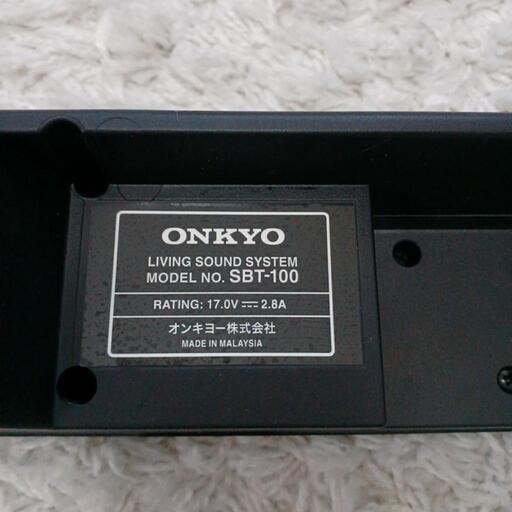 ONKYO
LIVING SOUND SYSTEM
MODEL NO. SBT-100
RATING: 17.0V ⎓ 2.8A
オンキヨー株式会社
MADE IN MALAYSIA